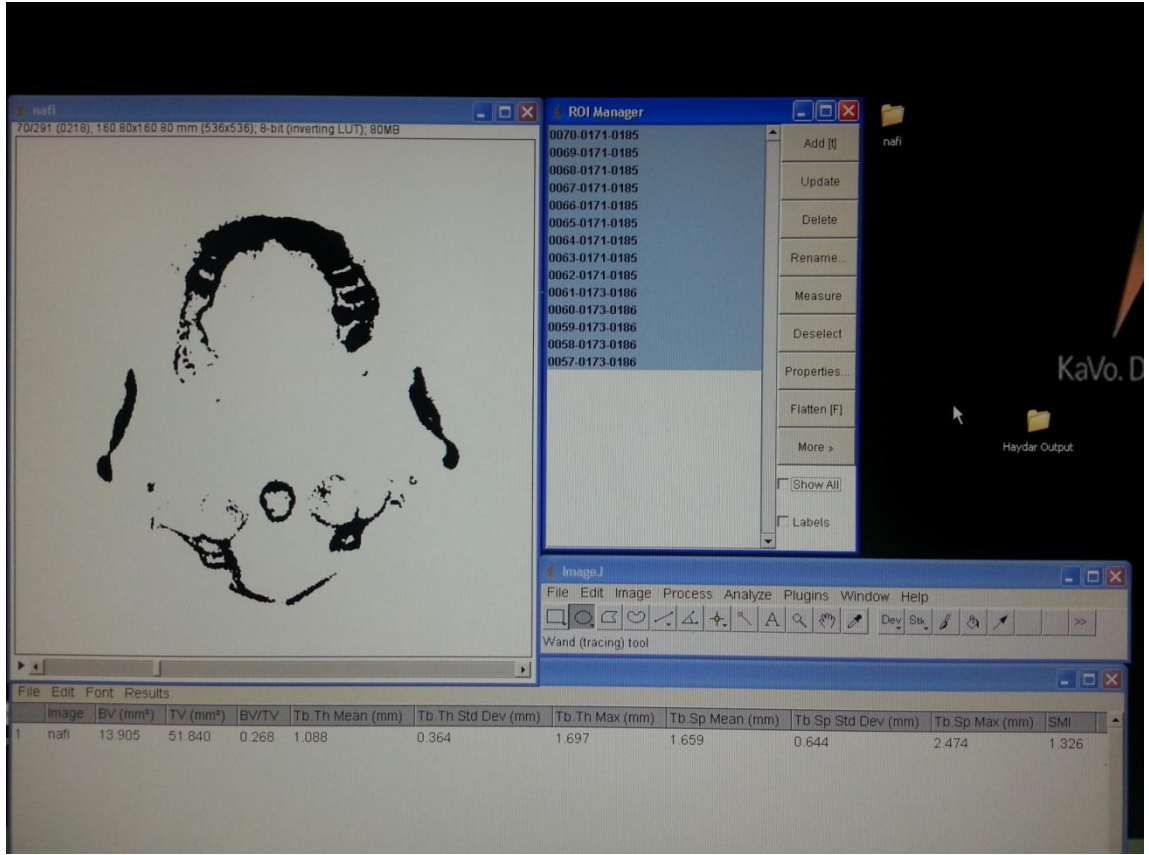 nafi
70/291 (0218); 160.80x160.80 mm (536x536); 8-bit (inverting LUT); 80MB
ROI Manager
0070-0171-0185
0069-0171-0185
0068-0171-0185
0067-0171-0185
0066-0171-0185
0065-0171-0185
0064-0171-0185
0063-0171-0185
0062-0171-0185
0061-0173-0186
0060-0173-0186
0059-0173-0186
0058-0173-0186
0057-0173-0186
Add [t]
Update
Delete
Rename...
Measure
Deselect
Properties...
Flatten [F]
More »
Show All
Labels
nafi
KaVo. D
Haydar Output
ImageJ
File Edit Image Process Analyze Plugins Window Help
A Dev Stk >>
Wand (tracing) tool
File Edit Font Results
Image BV (mm³) TV (mm³) BV/TV Tb.Th Mean (mm) Tb.Th Std Dev (mm) Tb.Th Max (mm) Tb.Sp Mean (mm) Tb.Sp Std Dev (mm) Tb.Sp Max (mm) SMI
1 nafi 13.905 51.840 0.268 1.088 0.364 1.697 1.659 0.644 2.474 1.326